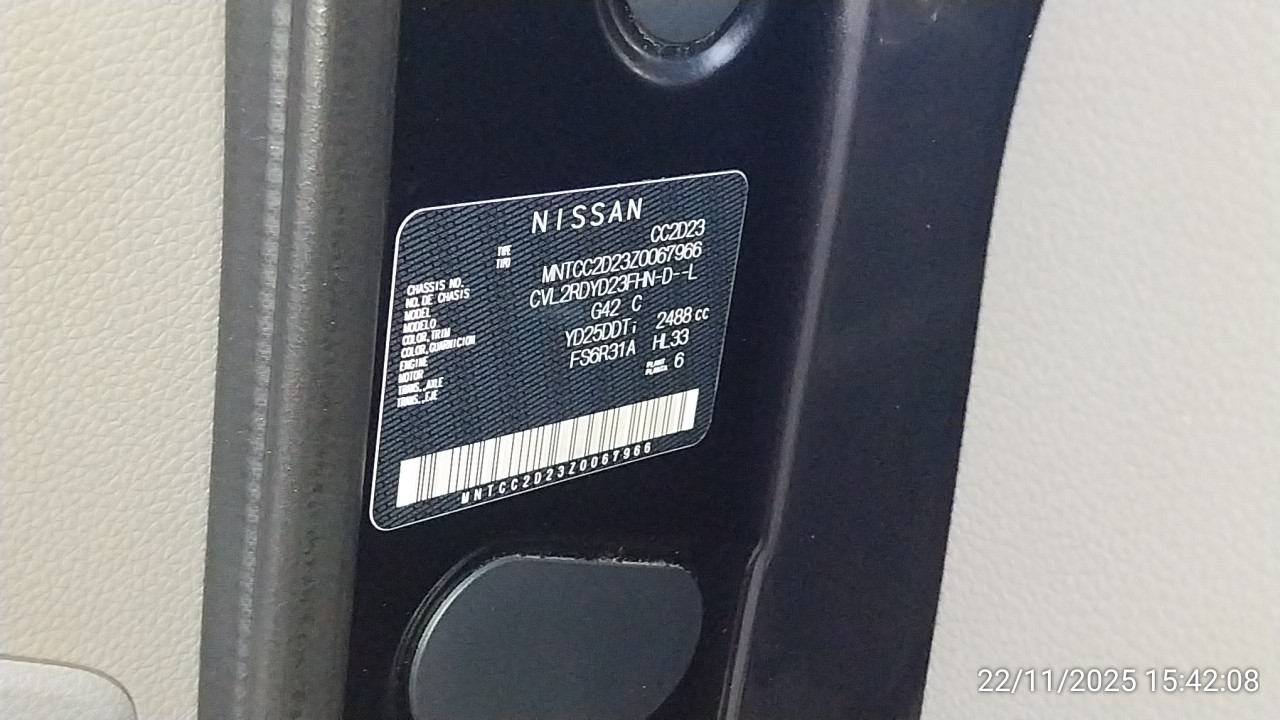 NISSAN
TYPE CC2D23
TIPO
CHASSIS NO. MNTCC2D23Z0067966
NO. DE CHASIS
MODEL CVL2RDYD23FHN-D--L
MODELO
COLOR,TRIM G42 C
COLOR,GUARNICION
ENGINE YD25DDTi 2488 cc
MOTOR
TRANS.,AXLE FS6R31A HL33
TRANS.,EJE
PLANT 6
PLANTA
MNTCC2D23Z0067966
22/11/2025 15:42:08